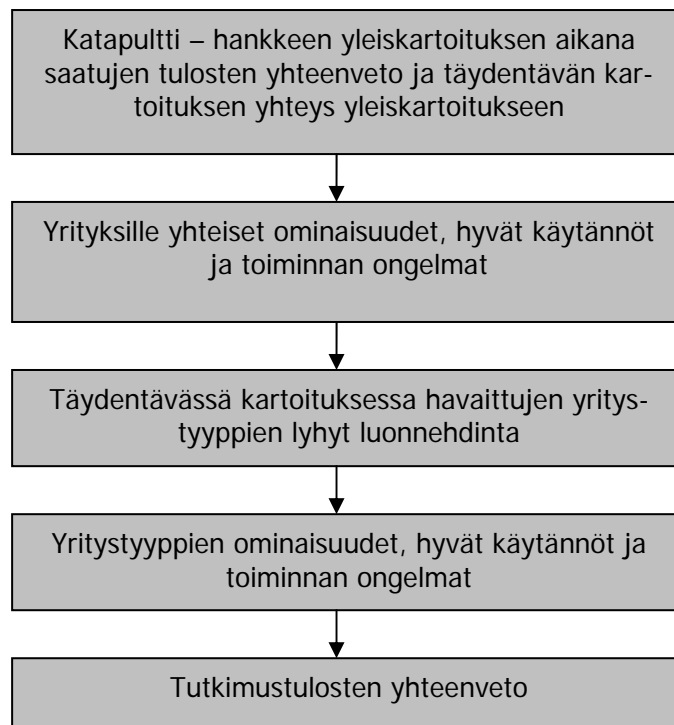 Katapultti – hankkeen yleiskartoituksen aikana
saatujen tulosten yhteenveto ja täydentävän kar-
toituksen yhteys yleiskartoitukseen
Yrityksille yhteiset ominaisuudet, hyvät käytännöt
ja toiminnan ongelmat
Täydentävässä kartoituksessa havaittujen yritys-
tyyppien lyhyt luonnehdinta
Yritystyyppien ominaisuudet, hyvät käytännöt ja
toiminnan ongelmat
Tutkimustulosten yhteenveto